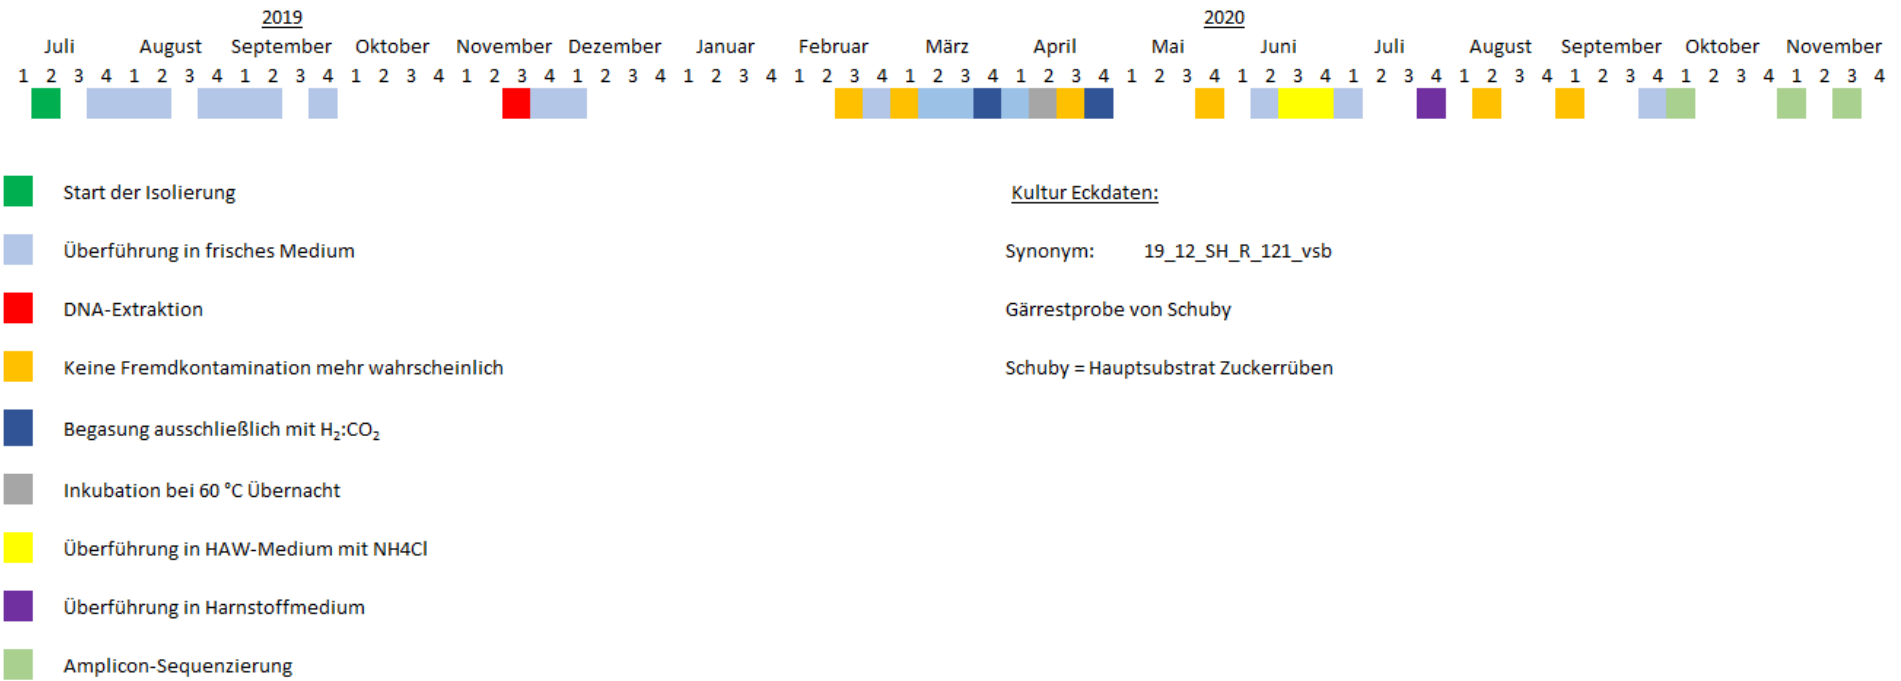 2019 2020
Juli August September Oktober November Dezember Januar Februar März April Mai Juni Juli August September Oktober November
1 2 3 4 1 2 3 4 1 2 3 4 1 2 3 4 1 2 3 4 1 2 3 4 1 2 3 4 1 2 3 4 1 2 3 4 1 2 3 4 1 2 3 4 1 2 3 4 1 2 3 4 1 2 3 4 1 2 3 4 1 2 3 4 1 2 3 4
Start der Isolierung
Überführung in frisches Medium
DNA-Extraktion
Keine Fremdkontamination mehr wahrscheinlich
Begasung ausschließlich mit H₂:CO₂
Inkubation bei 60 °C Übernacht
Überführung in HAW-Medium mit NH4Cl
Überführung in Harnstoffmedium
Amplicon-Sequenzierung
Kultur Eckdaten:
Synonym: 19_12_SH_R_121_vsb
Gärrestprobe von Schuby
Schuby = Hauptsubstrat Zuckerrüben